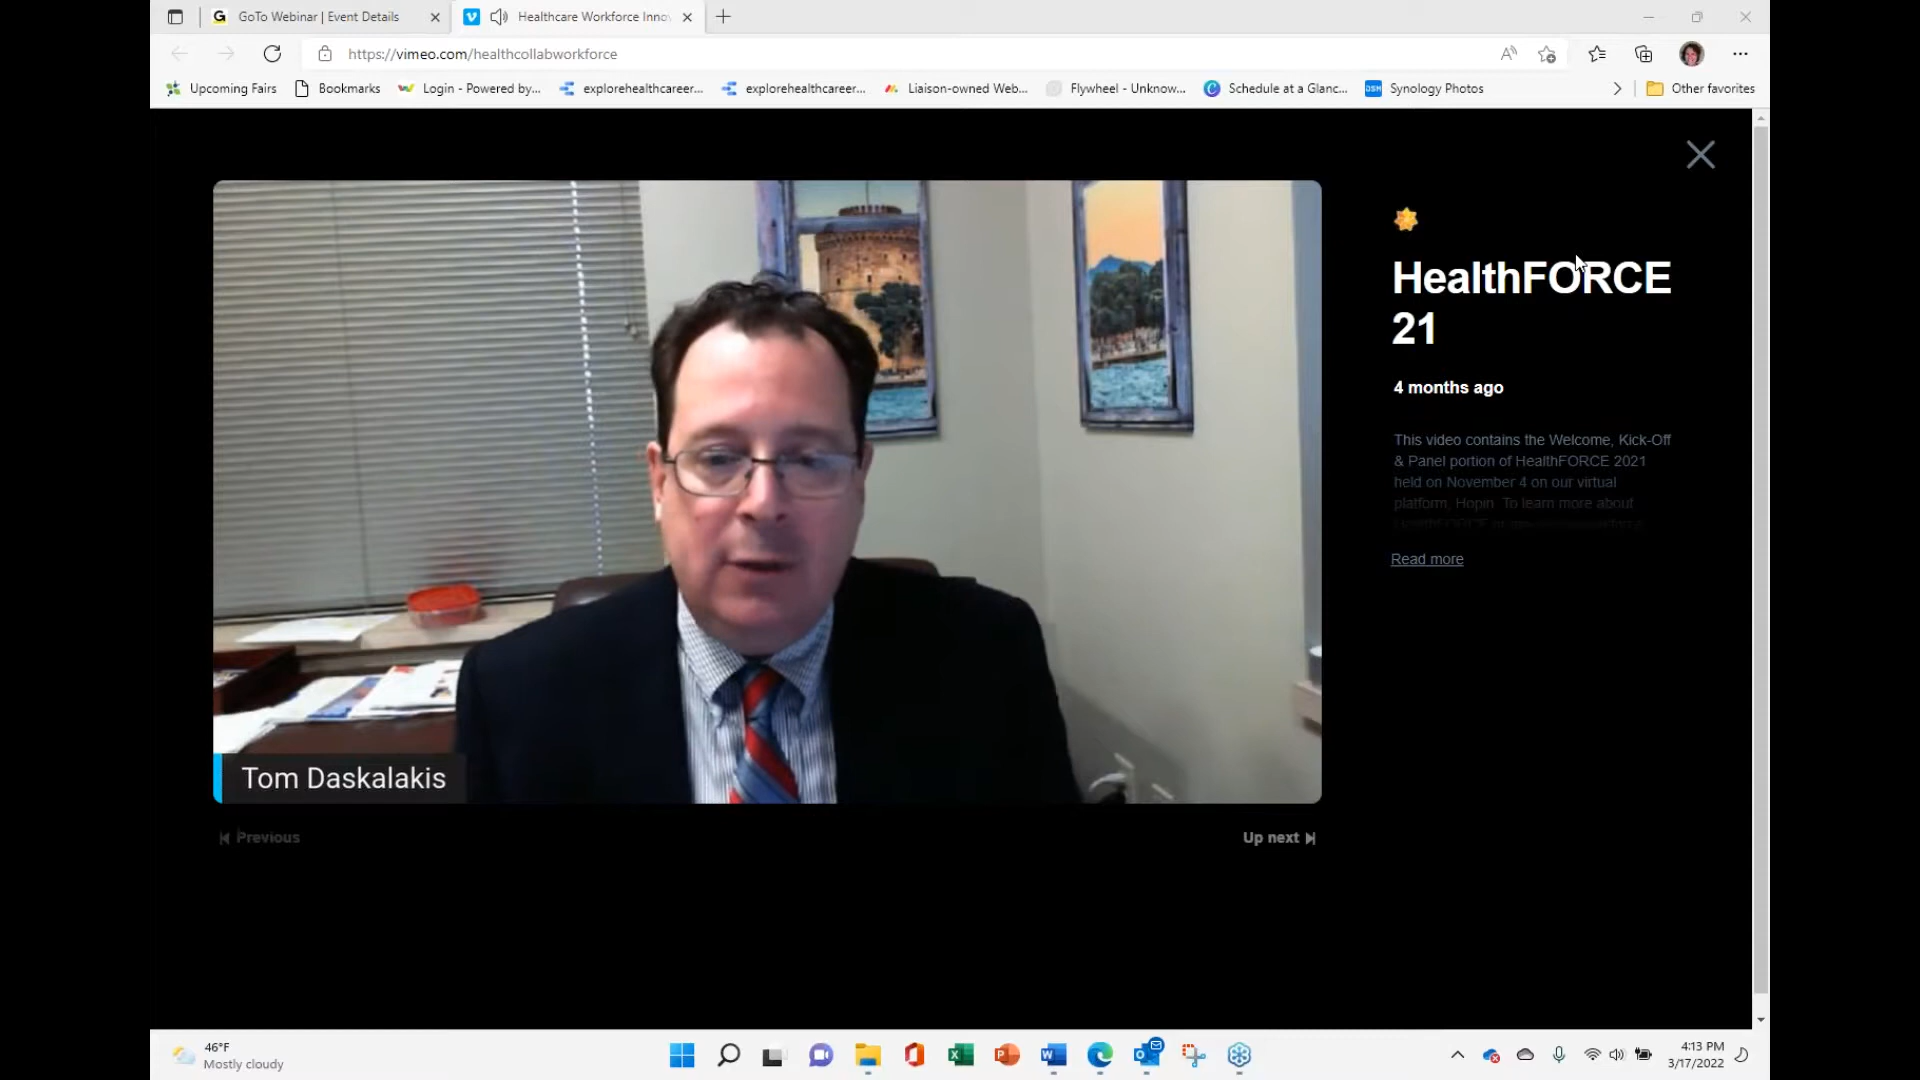 GoTo Webinar | Event Details
Healthcare Workforce Inno
https://vimeo.com/healthcollabworkforce
Upcoming Fairs
Bookmarks
Login - Powered by...
explorehealthcareer...
explorehealthcareer...
Liaison-owned Web...
Flywheel - Unknow...
Schedule at a Glanc...
DSM
Synology Photos
Other favorites
HealthFORCE
21
4 months ago
This video contains the Welcome, Kick-Off
& Panel portion of HealthFORCE 2021
held on November 4 on our virtual
platform, Hopin. To learn more about
Read more
Tom Daskalakis
Previous
Up next
46°F
Mostly cloudy
4:13 PM
3/17/2022